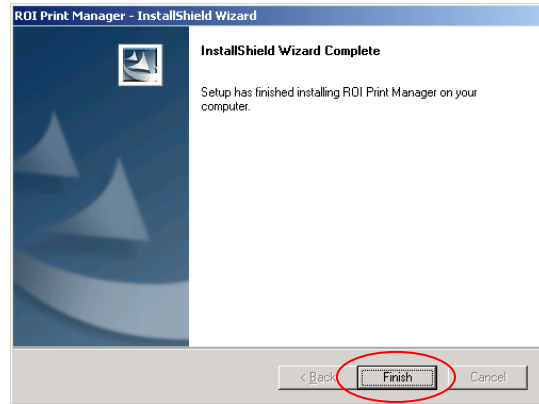 ROI Print Manager - InstallShield Wizard
InstallShield Wizard Complete
Setup has finished installing ROI Print Manager on your
computer.
< Back
Finish
Cancel